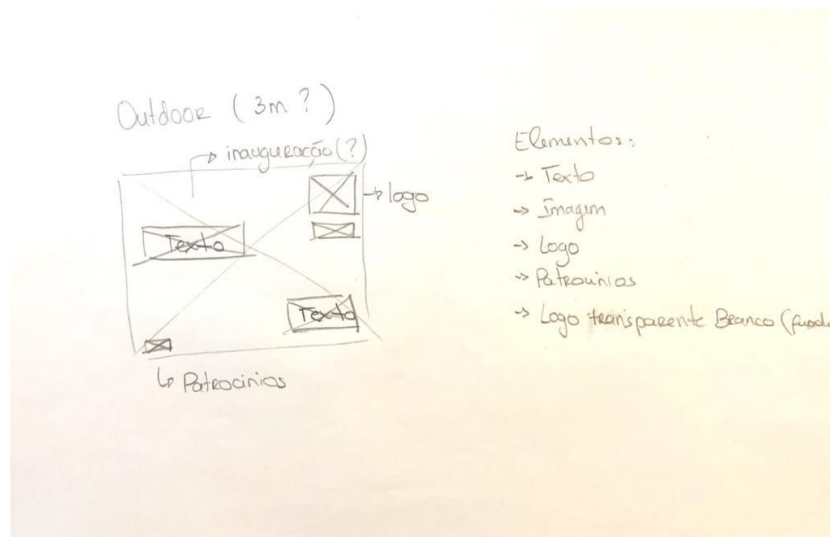 Outdoor (3m ?)
inauguração(?)
logo
Texto
Texto
Patrocinios
Elementos:
→ Texto
→ Imagem
→ Logo
→ Patrocinios
→ Logo transparente Branco (